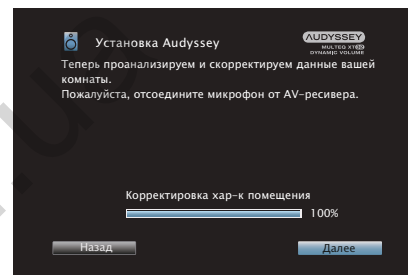 Установка Audyssey
AUDYSSEY
MULTEQ XT32
DYNAMIC VOLUME
Теперь проанализируем и скорректируем данные вашей
комнаты.
Пожалуйста, отсоедините микрофон от AV-ресивера.
Корректировка хар-к помещения
100%
Назад
Далее